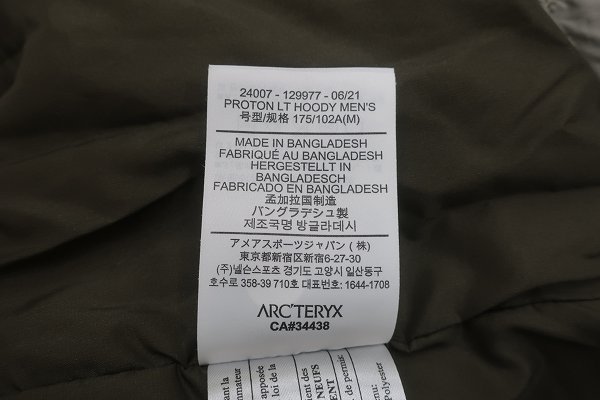 24007 - 129977 - 06/21
PROTON LT HOODY MEN'S
号型/规格 175/102A(M)
MADE IN BANGLADESH
FABRIQUÉ AU BANGLADESH
HERGESTELLT IN
BANGLADESCH
FABRICADO EN BANGLADESH
孟加拉国制造
バングラデシュ製
제조국명 방글라데시
アメアスポーツジャパン (株)
東京都新宿区新宿6-27-30
(주)넬슨스포츠 경기도 고양시 일산동구
호수로 358-39 710호 대표번호: 1644-1708
ARC'TERYX
CA#34438